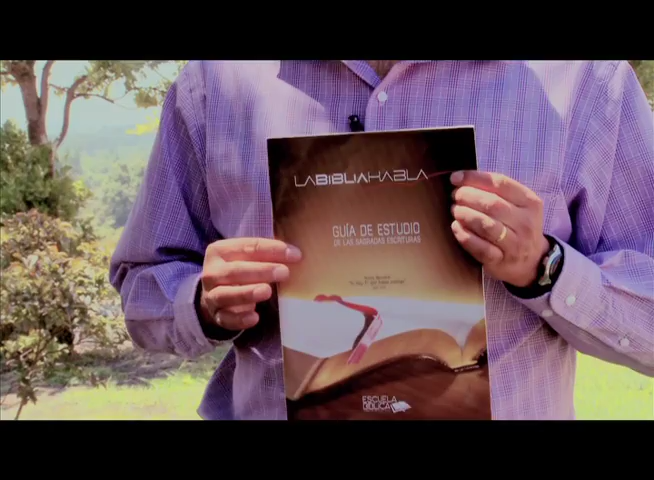 LABIBLIAHABLA
GUÍA DE ESTUDIO
DE LAS SAGRADAS ESCRITURAS
ESCUELA
BÍBLICA